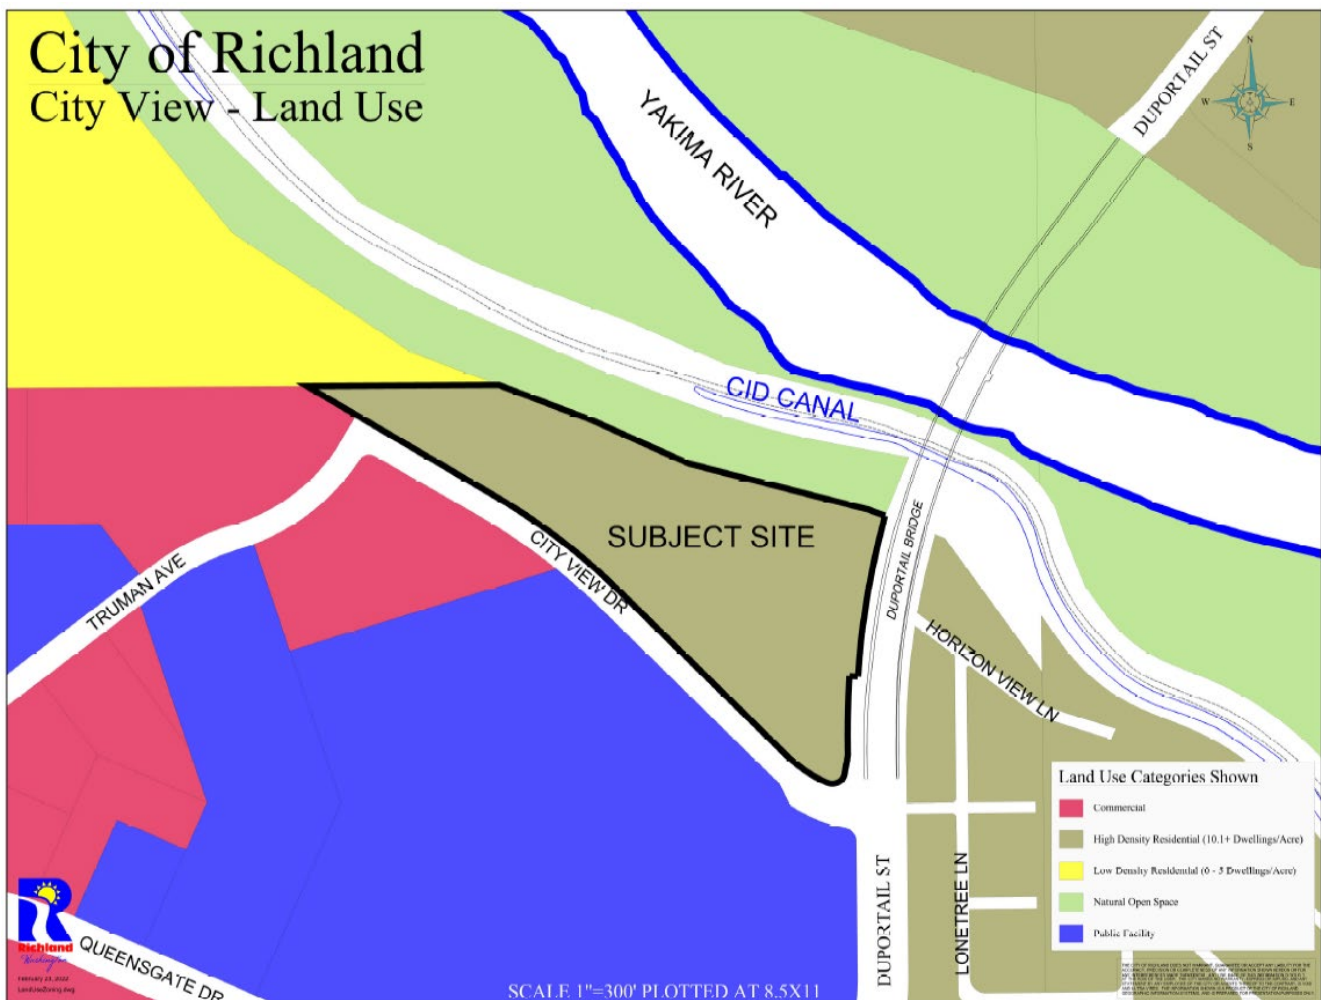 City of Richland
City View - Land Use
DUPORTAIL ST
N
W
E
S
YAKIMA RIVER
CID CANAL
SUBJECT SITE
DUPORTAIL BRIDGE
CITY VIEW DR
TRUMAN AVE
HORIZON VIEW LN
Land Use Categories Shown
Commercial
High Density Residential (10.1+ Dwellings/Acre)
Low Density Residential (0 - 5 Dwellings/Acre)
Natural Open Space
Public Facility
DUPORTAIL ST
LONETREE LN
Richland
Washington
QUEENSGATE DR
LandUseZoning.dwg
SCALE 1"=300' PLOTTED AT 8.5X11